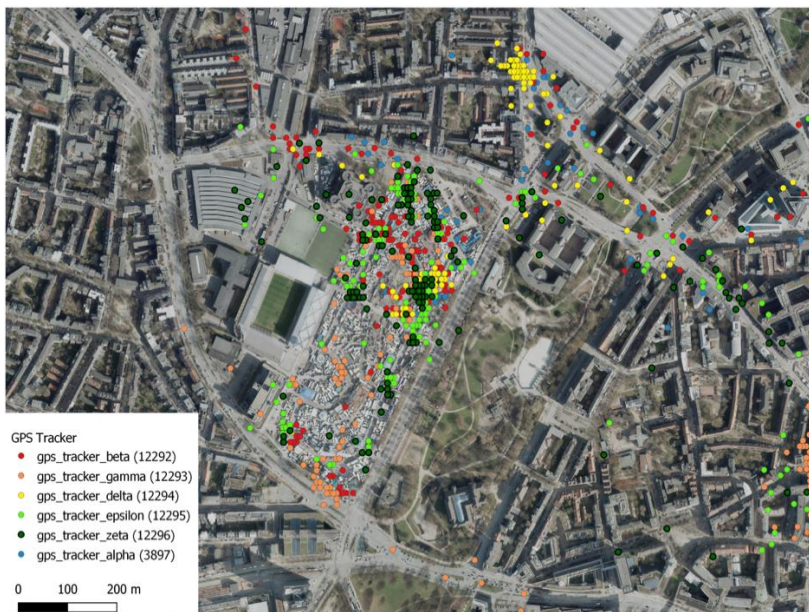 GPS Tracker
gps_tracker_beta (12292)
gps_tracker_gamma (12293)
gps_tracker_delta (12294)
gps_tracker_epsilon (12295)
gps_tracker_zeta (12296)
gps_tracker_alpha (3897)
0 100 200 m